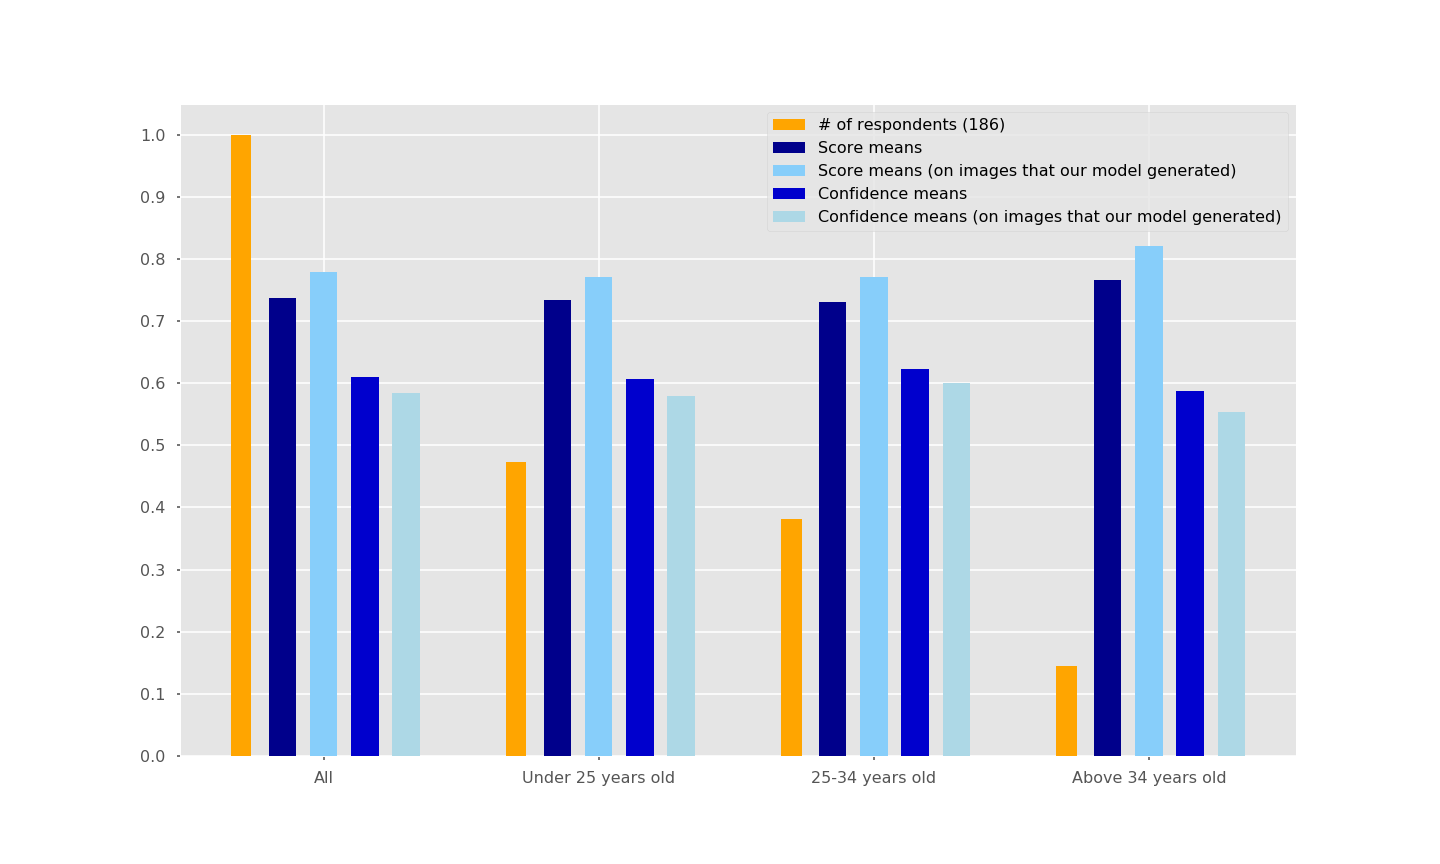 # of respondents (186)
Score means
Score means (on images that our model generated)
Confidence means
Confidence means (on images that our model generated)
1.0
0.9
0.8
0.7
0.6
0.5
0.4
0.3
0.2
0.1
0.0
All
Under 25 years old
25-34 years old
Above 34 years old